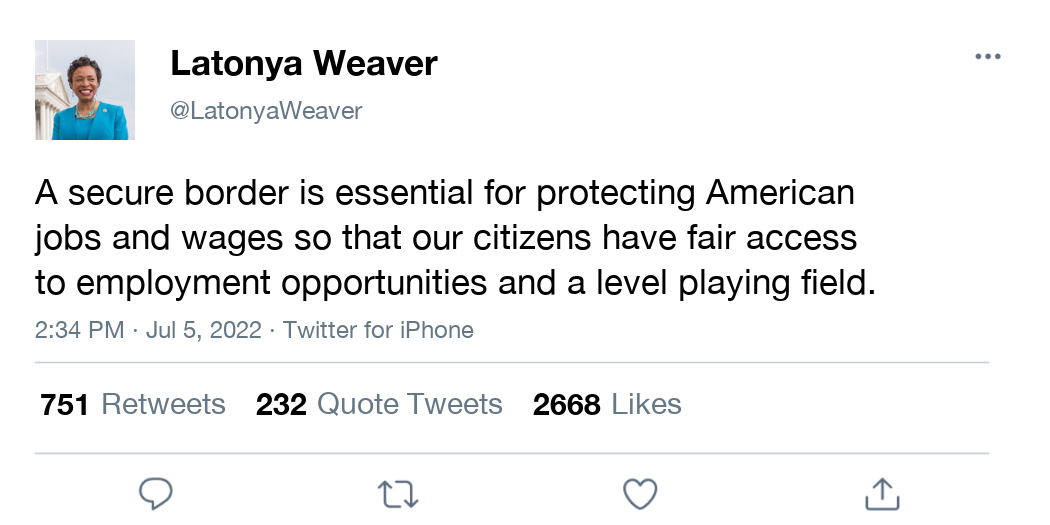 Latonya Weaver
@LatonyaWeaver
A secure border is essential for protecting American
jobs and wages so that our citizens have fair access
to employment opportunities and a level playing field.
2:34 PM · Jul 5, 2022 · Twitter for iPhone
751 Retweets 232 Quote Tweets 2668 Likes